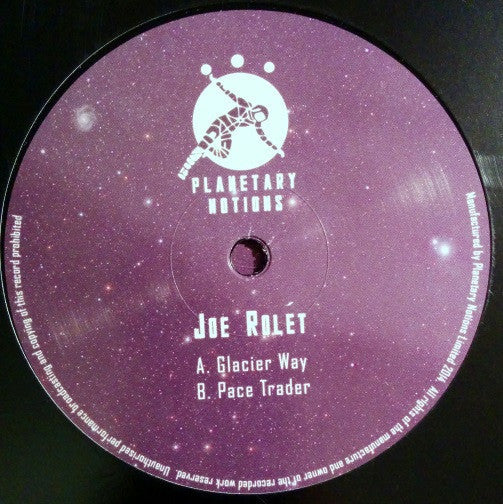 PLANETARY
NOTIONS
JOE ROLET
A. Glacier Way
B. Pace Trader
Manufactured by Planetary Notions Limited 2014. All rights of the manufacture and owner of the recorded work reserved. Unauthorised performance broadcasting and copying of this record prohibited